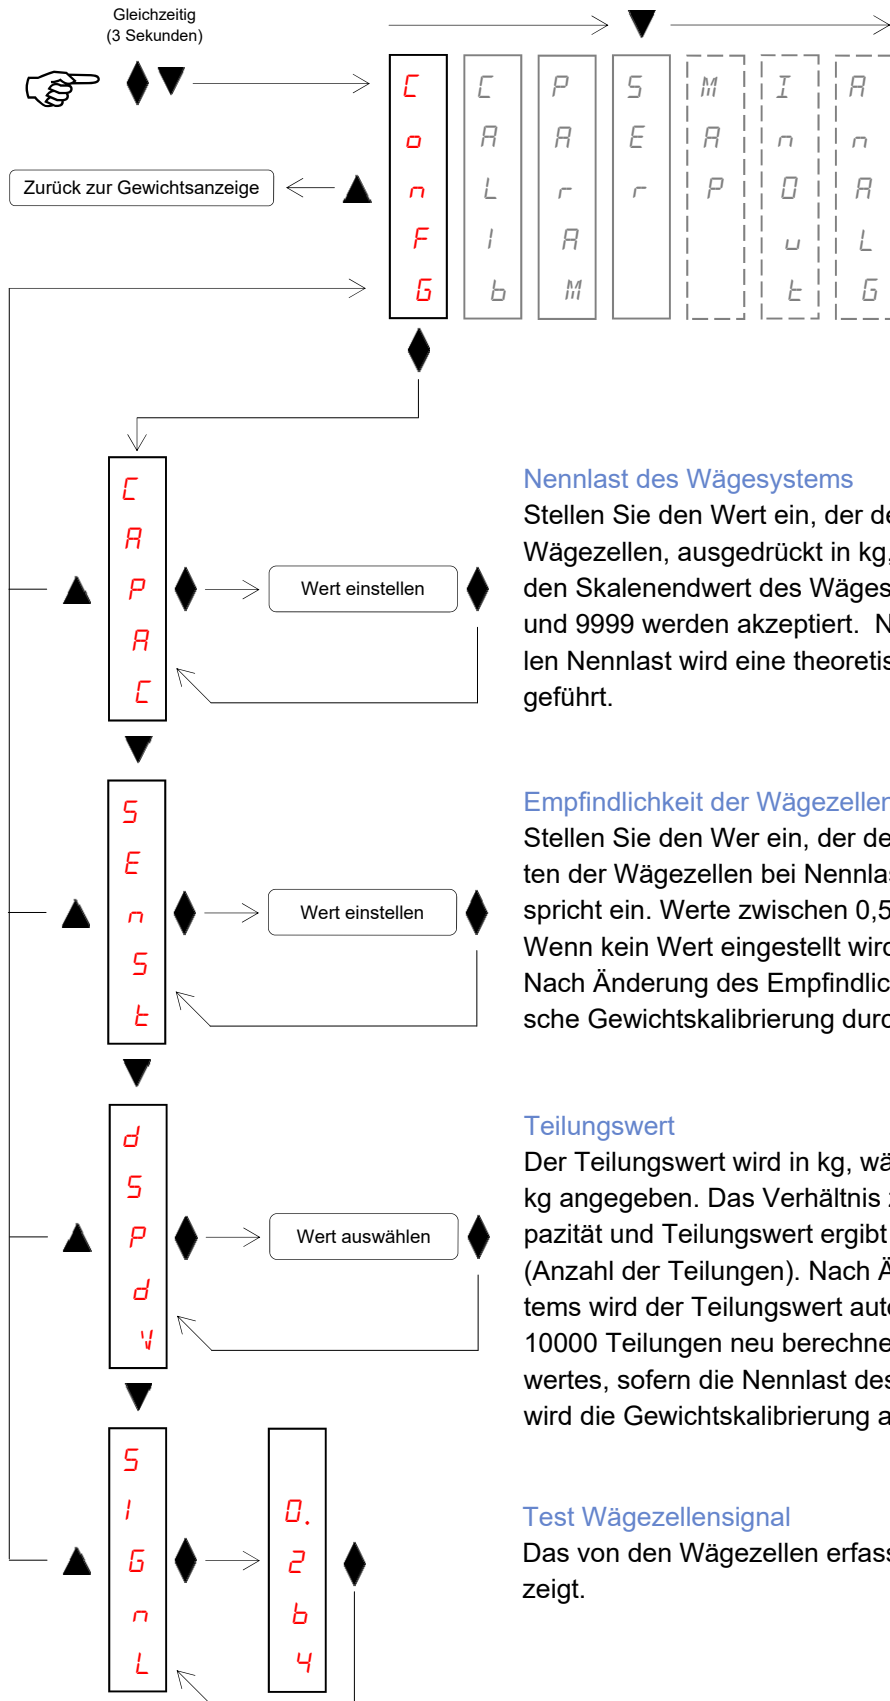 Gleichzeitig
(3 Sekunden)
ConFG
CALIb
PArAM
SEr
MAP
InOut
AnALG
Zurück zur Gewichtsanzeige
CAPAC
Wert einstellen
Nennlast des Wägesystems
Stellen Sie den Wert ein, der de
Wägezellen, ausgedrückt in kg,
den Skalenendwert des Wäges
und 9999 werden akzeptiert. N
len Nennlast wird eine theoretis
geführt.
SEnSt
Wert einstellen
Empfindlichkeit der Wägezellen
Stellen Sie den Wer ein, der de
ten der Wägezellen bei Nennlas
spricht ein. Werte zwischen 0,5
Wenn kein Wert eingestellt wird
Nach Änderung des Empfindlic
sche Gewichtskalibrierung durc
dSPdV
Wert auswählen
Teilungswert
Der Teilungswert wird in kg, wä
kg angegeben. Das Verhältnis z
pazität und Teilungswert ergibt
(Anzahl der Teilungen). Nach Ä
tems wird der Teilungswert auto
10000 Teilungen neu berechne
wertes, sofern die Nennlast des
wird die Gewichtskalibrierung a
SIGnL
0.2b4
Test Wägezellensignal
Das von den Wägezellen erfass
zeigt.